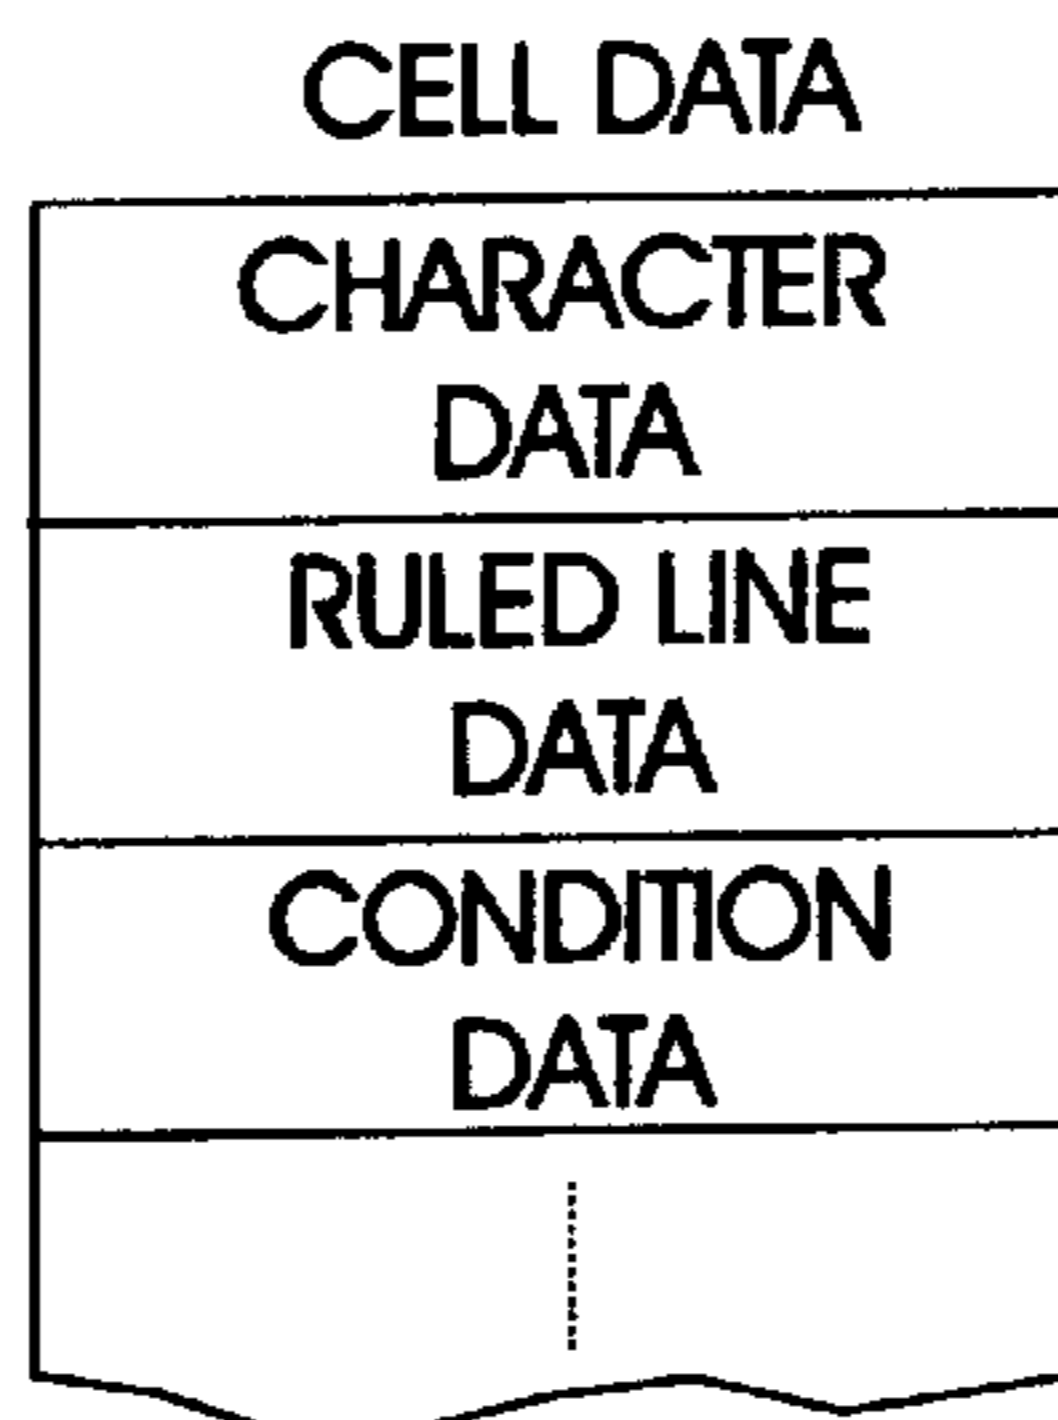 CELL DATA
CHARACTER
DATA
RULED LINE
DATA
CONDITION
DATA